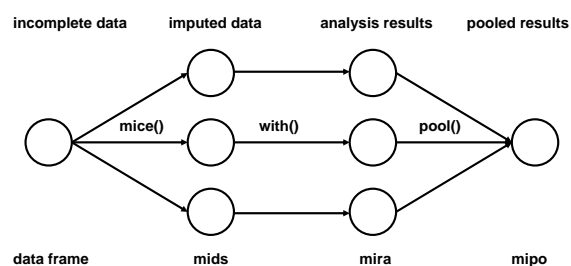 incomplete data imputed data analysis results pooled results
mice() with() pool()
data frame mids mira mipo